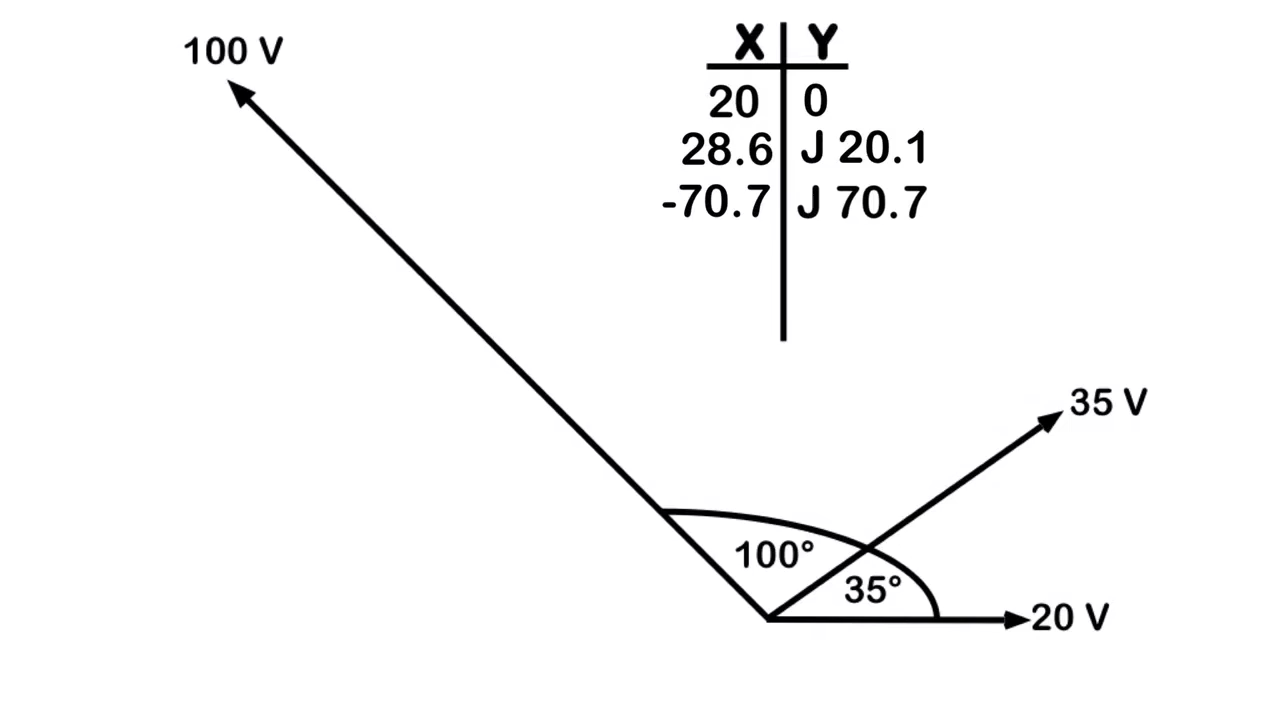 100 V
X Y
20 0
28.6 J 20.1
-70.7 J 70.7
35 V
100°
35°
20 V